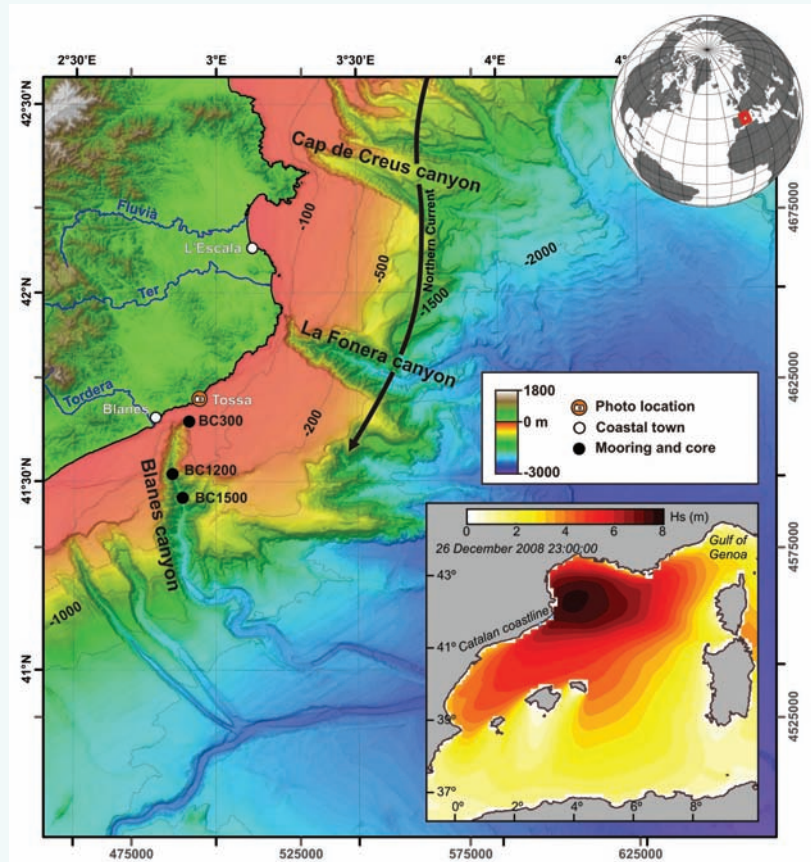 2°30'E
3°E
3°'30"E
4°E
4°
42°30'N
42°N
41°30'N
41°N
4675000
4625000
4575000
4525000
475000
525000
575000
625000
Cap de Creus canyon
Northern Current
-100
-500
-1500
-2000
Fluvià
L'Escala
Ter
La Fonera canyon
Tordera
Blanes
Tossa
-200
BC300
BC1200
BC1500
Blanes canyon
-1000
1800
0 m
-3000
Photo location
Coastal town
Mooring and core
0 2 4 6 8 Hs (m)
26 December 2008 23:00:00
Gulf of
Genoa
Catalan coastline
43°
41°
39°
37°
0° 2° 4° 6° 8°